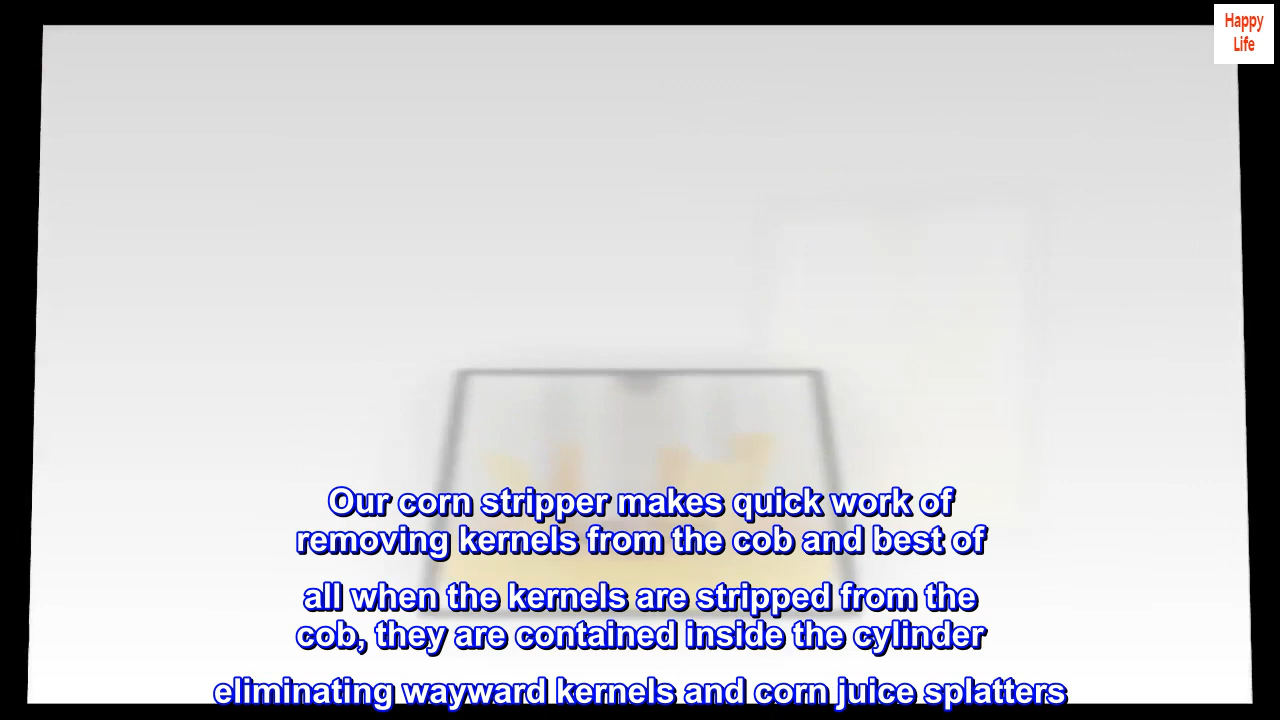 Happy
Life
Our corn stripper makes quick work of
removing kernels from the cob and best of
all when the kernels are stripped from the
cob, they are contained inside the cylinder
eliminating wayward kernels and corn juice splatters